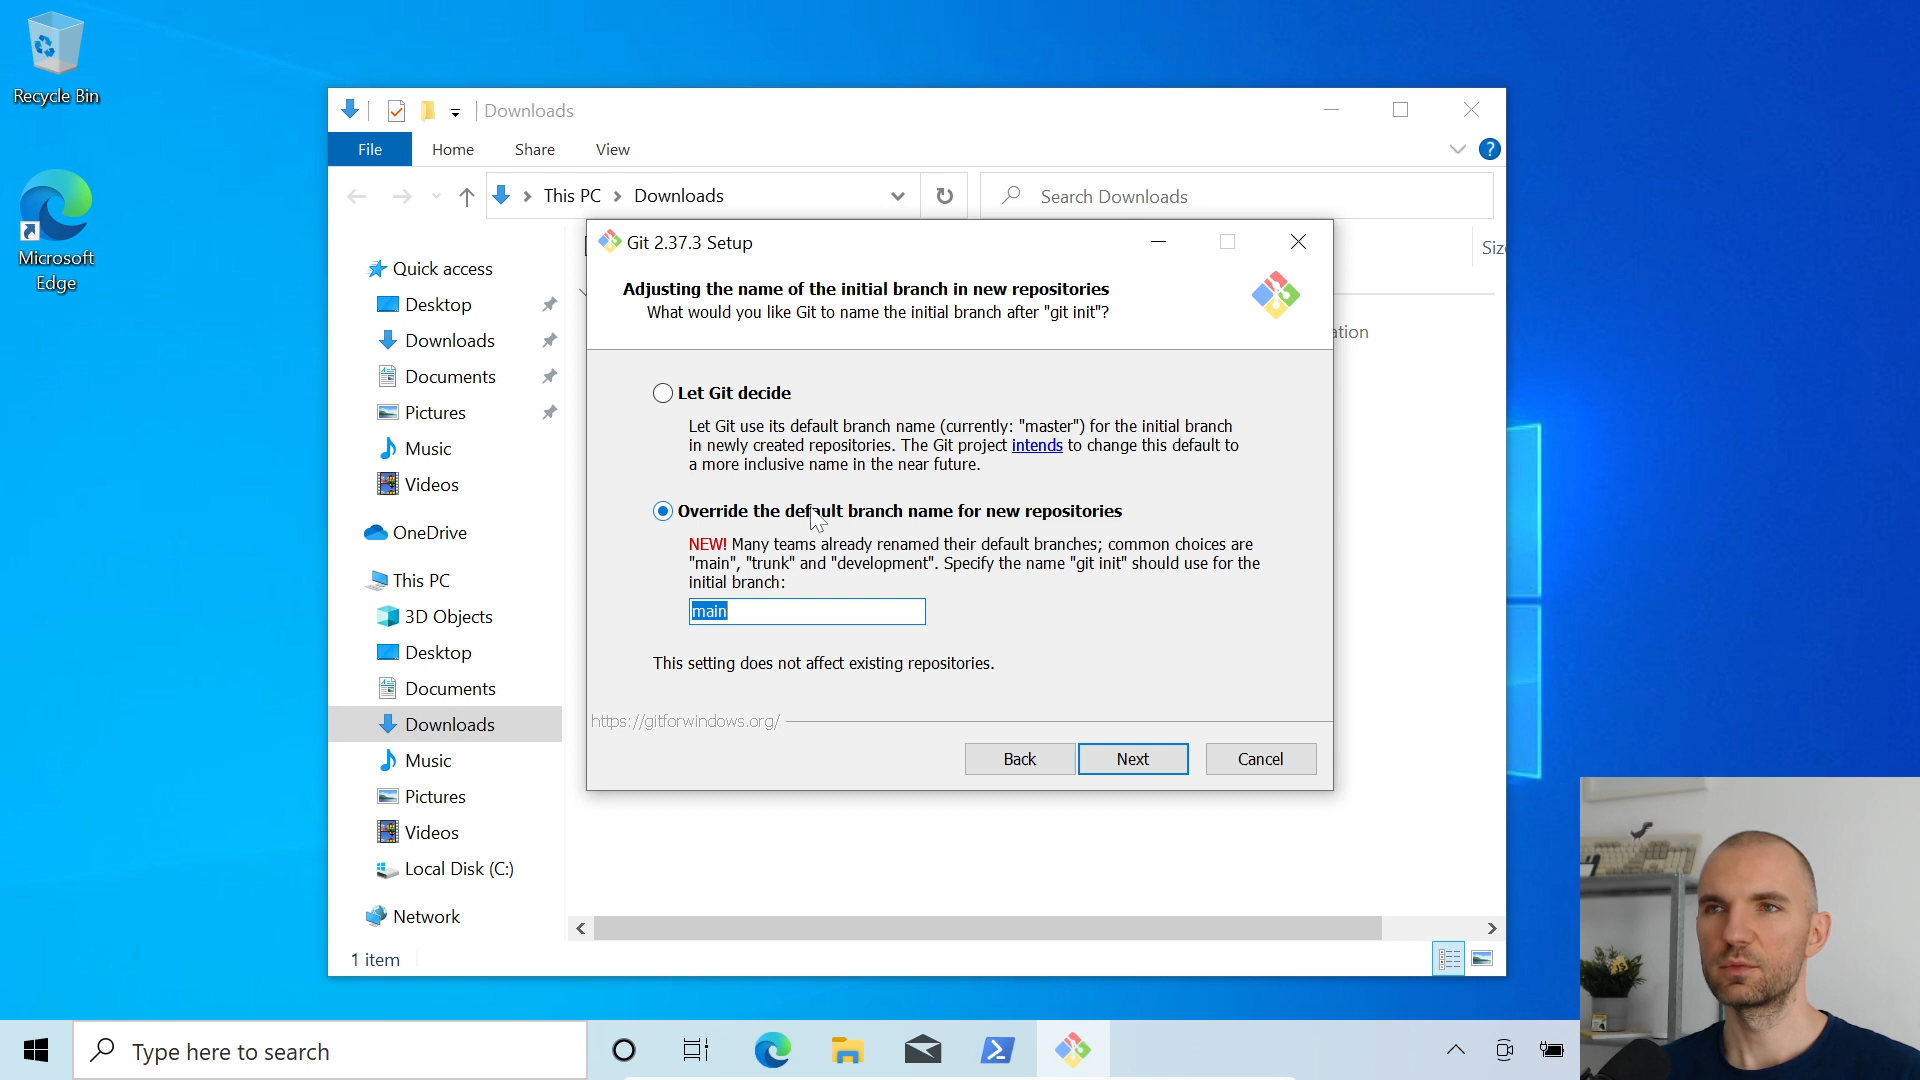 Recycle Bin
Microsoft
Edge
Downloads
File
Home
Share
View
This PC
Downloads
Search Downloads
Quick access
Desktop
Downloads
Documents
Pictures
Music
Videos
OneDrive
This PC
3D Objects
Desktop
Documents
Downloads
Music
Pictures
Videos
Local Disk (C:)
Network
1 item
Git 2.37.3 Setup
Adjusting the name of the initial branch in new repositories
What would you like Git to name the initial branch after "git init"?
Let Git decide
Let Git use its default branch name (currently: "master") for the initial branch
in newly created repositories. The Git project intends to change this default to
a more inclusive name in the near future.
Override the default branch name for new repositories
NEW! Many teams already renamed their default branches; common choices are
"main", "trunk" and "development". Specify the name "git init" should use for the
initial branch:
main
This setting does not affect existing repositories.
https://gitforwindows.org/
Back
Next
Cancel
Type here to search